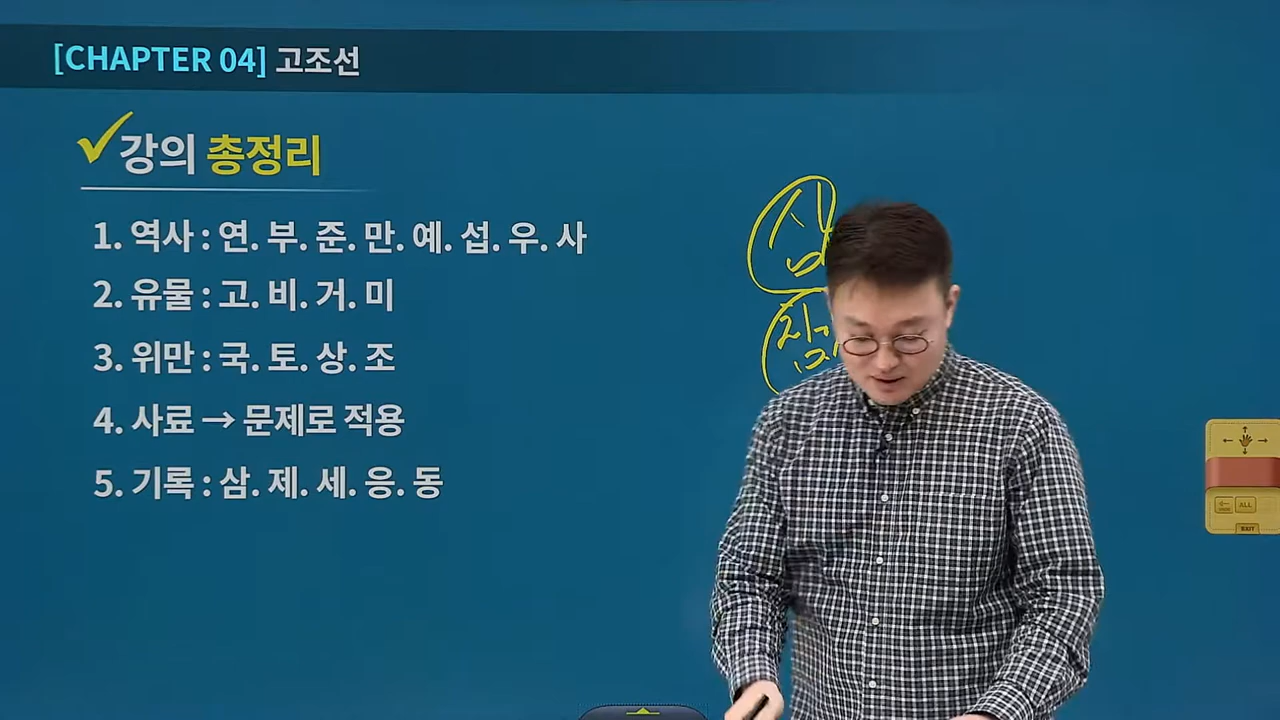 [CHAPTER 04] 고조선
강의 총정리
1. 역사 : 연. 부. 준. 만. 예. 섭. 우. 사
2. 유물 : 고. 비. 거. 미
3. 위만 : 국. 토. 상. 조
4. 사료 → 문제로 적용
5. 기록 : 삼. 제. 세. 응. 동
ALL
EXIT